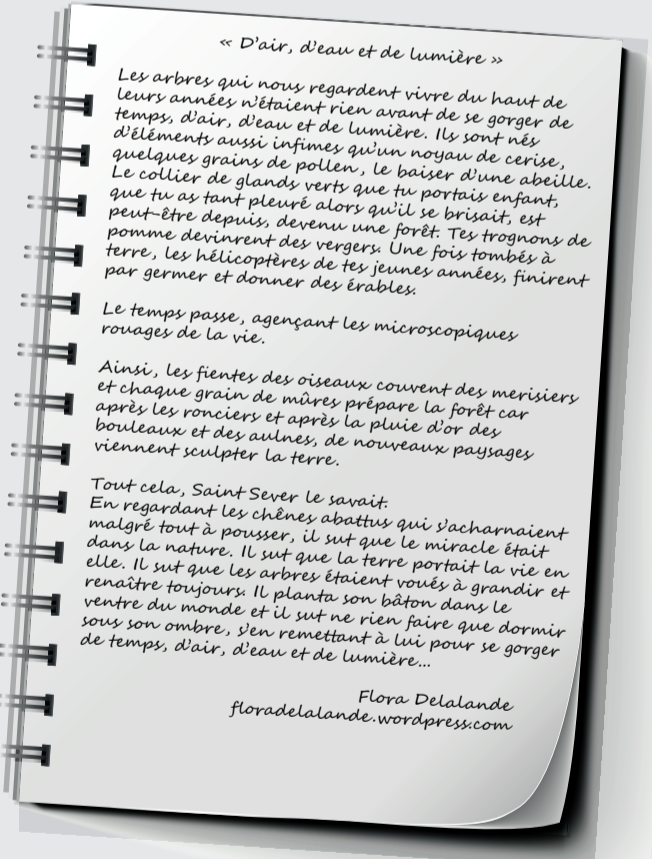 « D'air, d'eau et de lumière »
Les arbres qui nous regardent vivre du haut de
leurs années n'étaient rien avant de se gorger de
temps, d'air, d'eau et de lumière. Ils sont nés
d'éléments aussi infimes qu'un noyau de cerise,
quelques grains de pollen, le baiser d'une abeille.
Le collier de glands verts que tu portais enfant,
que tu as tant pleuré alors qu'il se brisait, est
peut-être depuis, devenu une forêt. Tes trognons de
pomme devinrent des vergers. Une fois tombés à
terre, les hélicoptères de tes jeunes années, finirent
par germer et donner des érables.
Le temps passe, agençant les microscopiques
rouages de la vie.
Ainsi, les fientes des oiseaux couvent des merisiers
et chaque grain de mûres prépare la forêt car
après les ronciers et après la pluie d'or des
bouleaux et des aulnes, de nouveaux paysages
viennent sculpter la terre.
Tout cela, Saint Sever le savait.
En regardant les chênes abattus qui s'acharnaient
malgré tout à pousser, il sut que le miracle était
dans la nature. Il sut que la terre portait la vie en
elle. Il sut que les arbres étaient voués à grandir et
renaître toujours. Il planta son bâton dans le
ventre du monde et il sut ne rien faire que dormir
sous son ombre, s'en remettant à lui pour se gorger
de temps, d'air, d'eau et de lumière...
Flora Delalande
floradelalande.wordpress.com